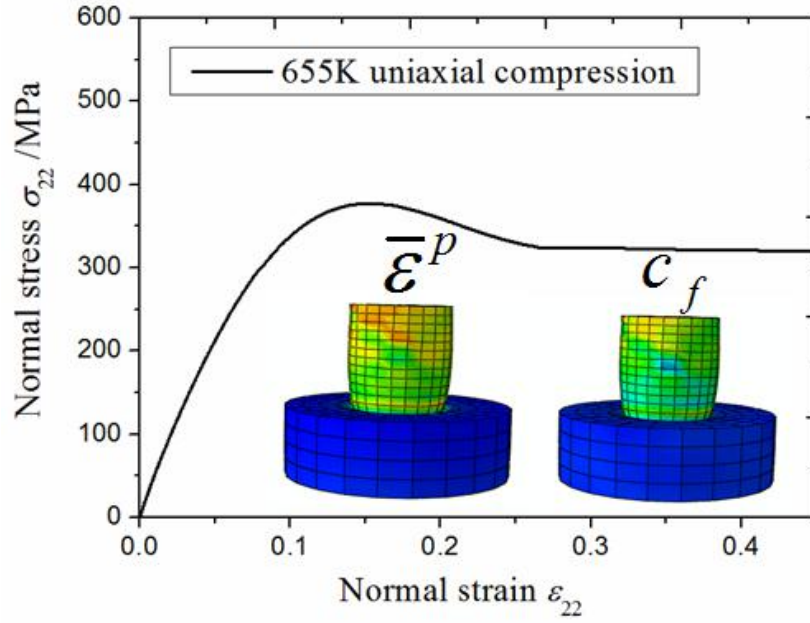 600
500
400
300
200
100
0
Normal stress σ₂₂ /MPa
655K uniaxial compression
ε̅ᵖ
c_f
0.0 0.1 0.2 0.3 0.4
Normal strain ε₂₂